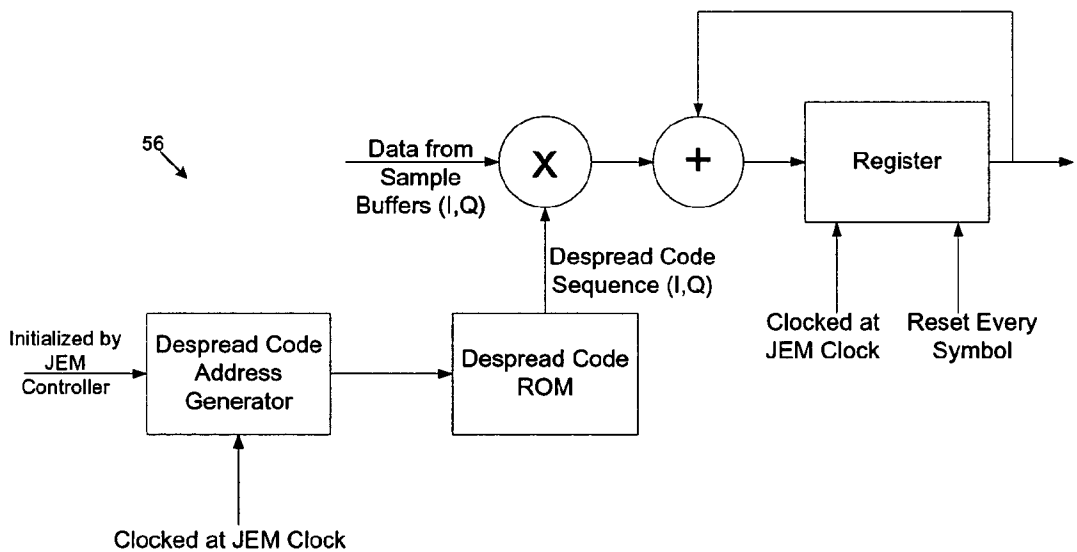 56
Data from
Sample
Buffers (I,Q)
X
+
Register
Despread Code
Sequence (I,Q)
Clocked at
JEM Clock
Reset Every
Symbol
Initialized by
JEM
Controller
Despread Code
Address
Generator
Despread Code
ROM
Clocked at JEM Clock